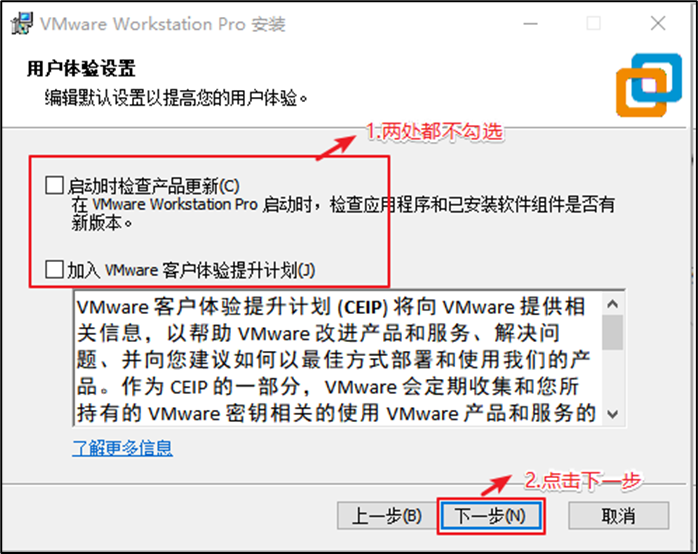 VMware Workstation Pro 安装
用户体验设置
编辑默认设置以提高您的用户体验。
1.两处都不勾选
启动时检查产品更新(C)
在 VMware Workstation Pro 启动时，检查应用程序和已安装软件组件是否有
新版本。
加入 VMware 客户体验提升计划(J)
VMware 客户体验提升计划 (CEIP) 将向 VMware 提供相
关信息，以帮助 VMware 改进产品和服务、解决问
题、并向您建议如何以最佳方式部署和使用我们的产
品。作为 CEIP 的一部分，VMware 会定期收集和您所
持有的 VMware 密钥相关的使用 VMware 产品和服务的
了解更多信息
2.点击下一步
上一步(B)
下一步(N)
取消